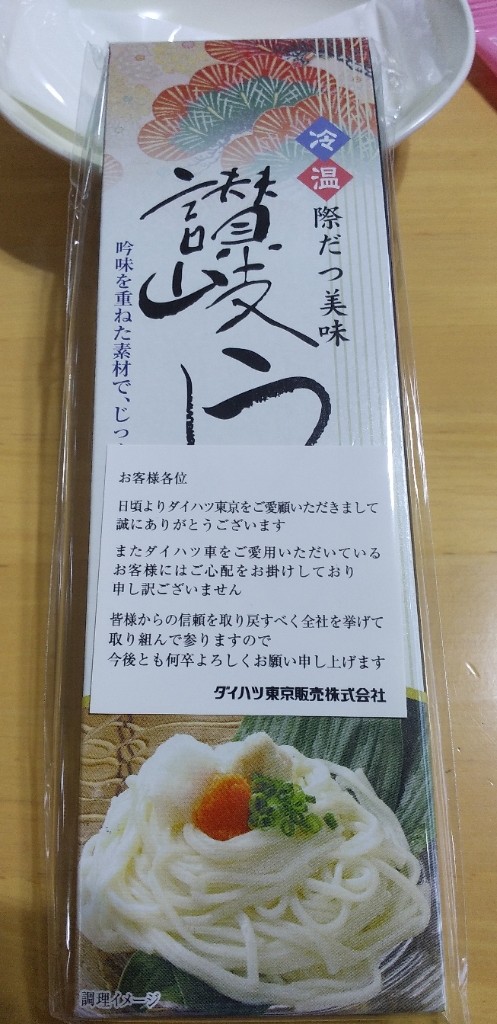 冷
温
際だつ美味
讃岐う
吟味を重ねた素材で、じっ
お客様各位
日頃よりダイハツ東京をご愛顧いただきまして
誠にありがとうございます
またダイハツ車をご愛用いただいている
お客様にはご心配をお掛けしており
申し訳ございません
皆様からの信頼を取り戻すべく全社を挙げて
取り組んで参りますので
今後とも何卒よろしくお願い申し上げます
ダイハツ東京販売株式会社
調理イメージ